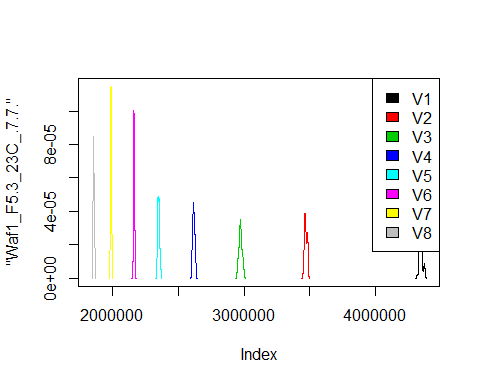 "Waf1_F5.3_23C_.7.7."
0e+00
4e-05
8e-05
2000000
3000000
4000000
Index
V1
V2
V3
V4
V5
V6
V7
V8